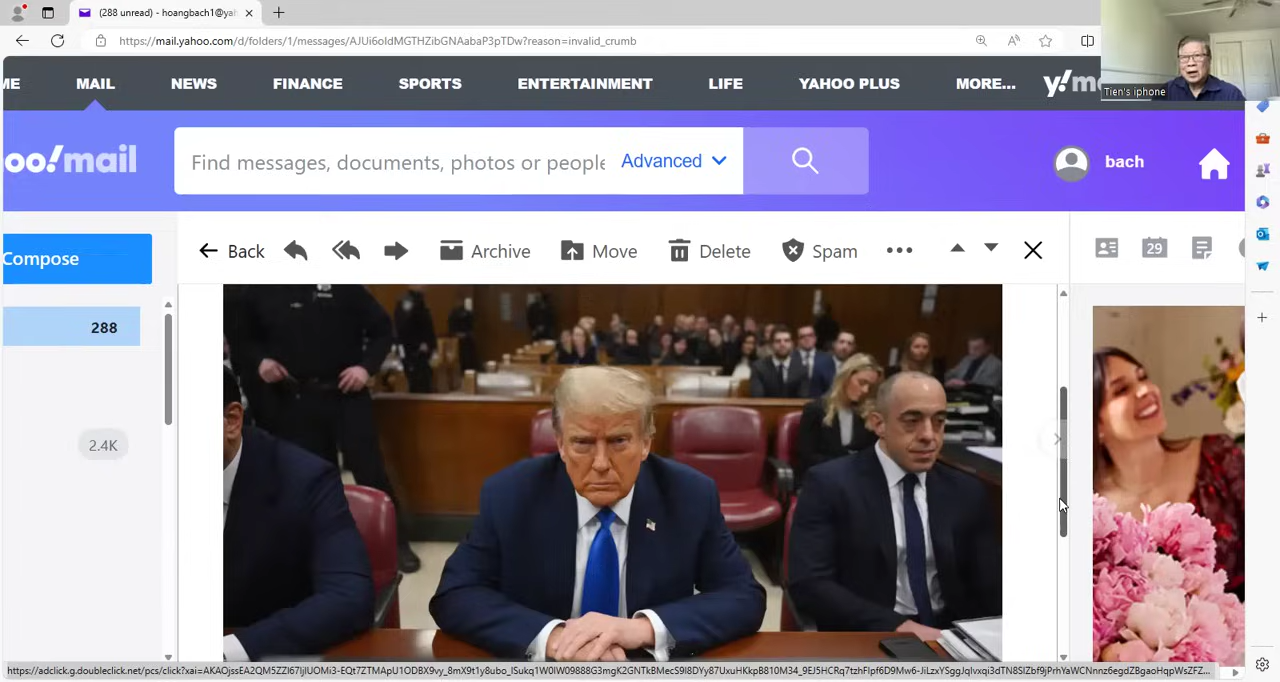 (288 unread) - hoangbach1@ya
https://mail.yahoo.com/d/folders/1/messages/AJUi6oIdMGTHZibGNAabaP3pTDw?reason=invalid_crumb
Tien's iphone
ME MAIL NEWS FINANCE SPORTS ENTERTAINMENT LIFE YAHOO PLUS MORE... y!ma
oo!mail Find messages, documents, photos or people Advanced bach
Compose Back Archive Move Delete Spam ••• 29
288
2.4K